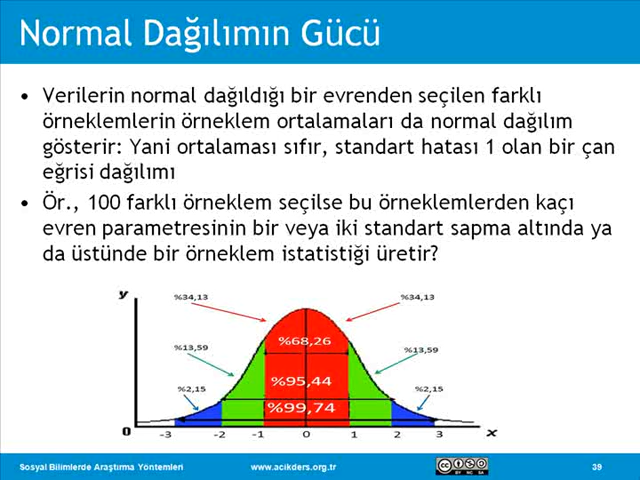 Normal Dağılımın Gücü
• Verilerin normal dağıldığı bir evrenden seçilen farklı
örneklemlerin örneklem ortalamaları da normal dağılım
gösterir: Yani ortalaması sıfır, standart hatası 1 olan bir çan
eğrisi dağılımı
• Ör., 100 farklı örneklem seçilse bu örneklemlerden kaçı
evren parametresinin bir veya iki standart sapma altında ya
da üstünde bir örneklem istatistiği üretir?
y
%34,13 %34,13
%68,26
%13,59 %13,59
%95,44
%2,15 %2,15
%99,74
0 -3 -2 -1 0 1 2 3 x
Sosyal Bilimlerde Araştırma Yöntemleri www.acikders.org.tr 39
cc
BY NC SA